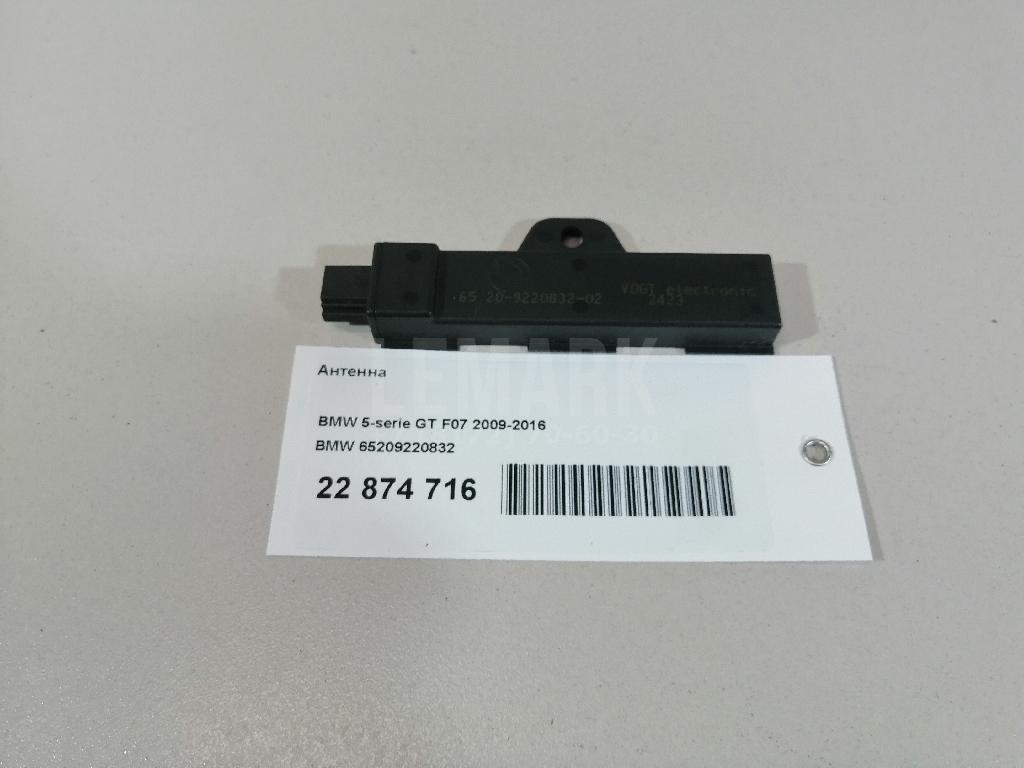 65 20-9220832-02
VOGT electronic
2423
LEMARK
Антенна
BMW 5-serie GT F07 2009-2016
BMW 65209220832
22 874 716